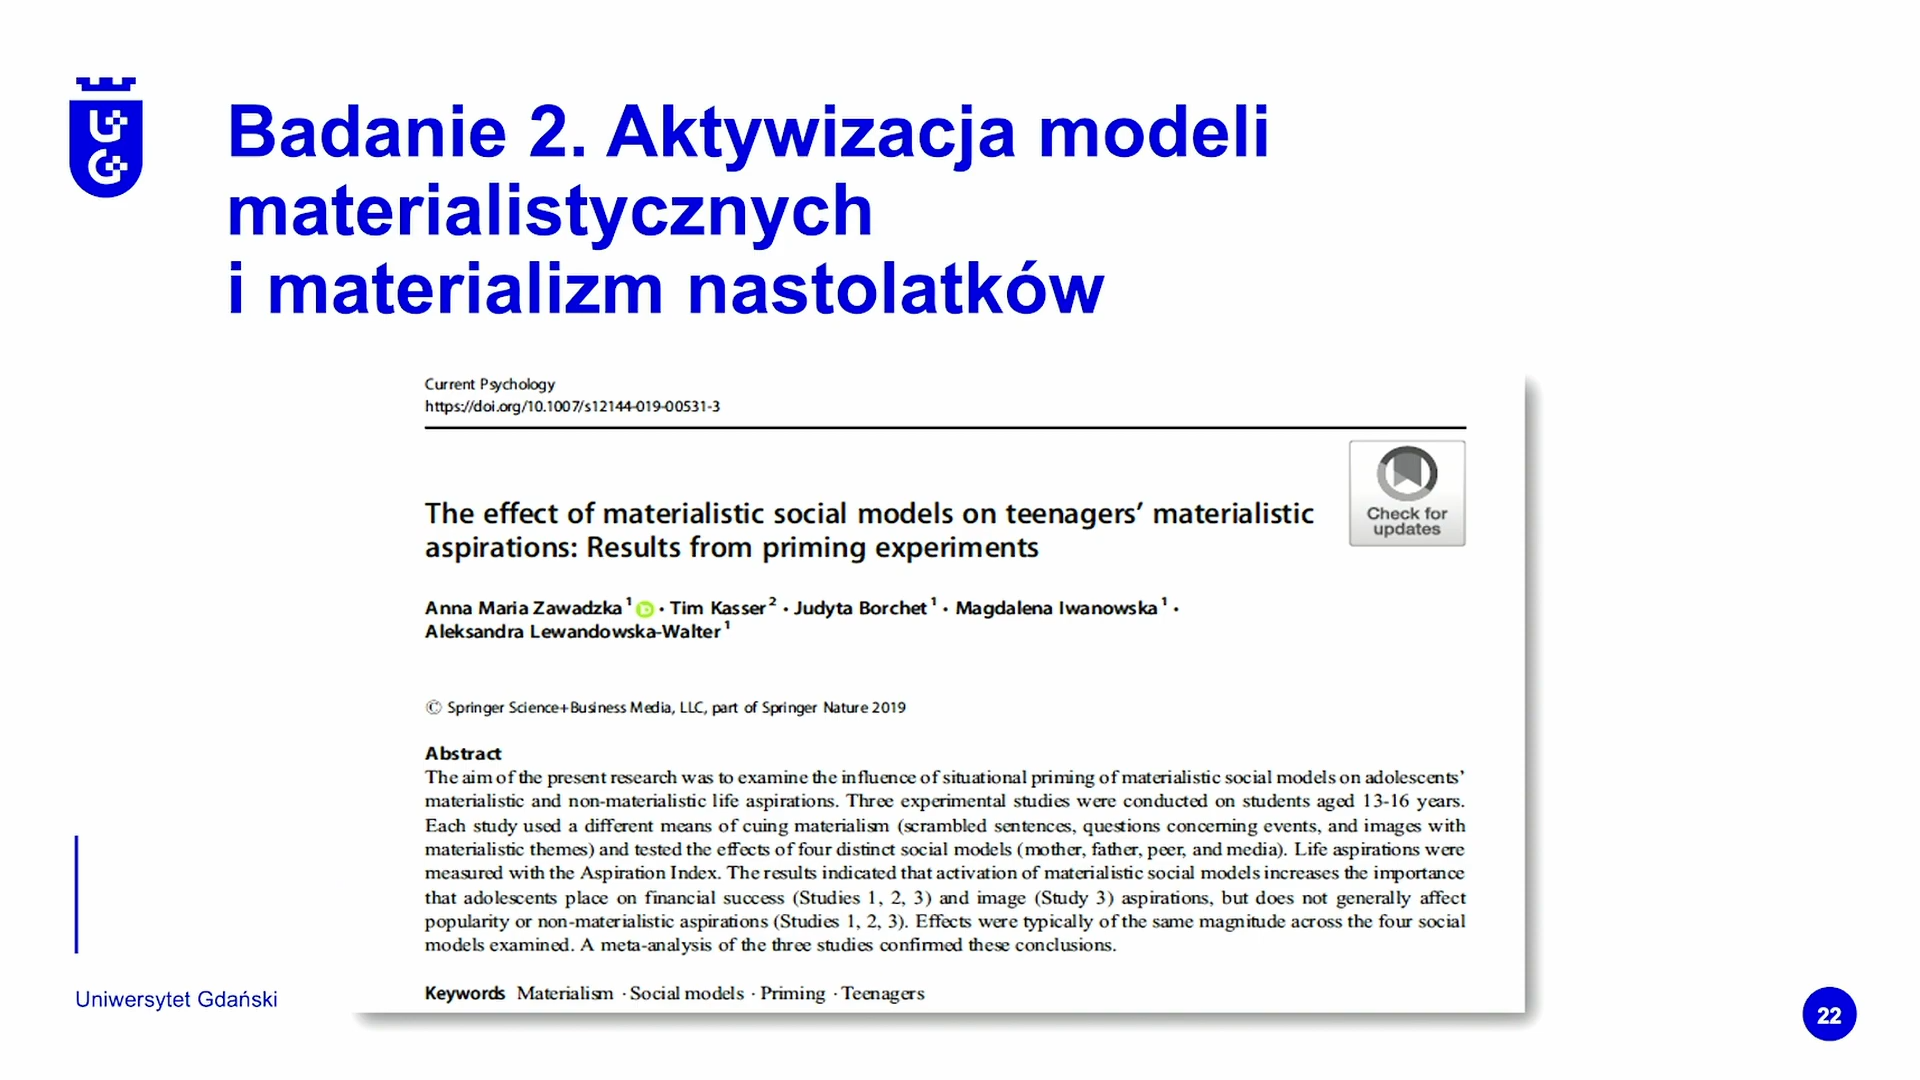 UG
Badanie 2. Aktywizacja modeli
materialistycznych
i materializm nastolatków
Current Psychology
https://doi.org/10.1007/s12144-019-00531-3
Check for
updates
The effect of materialistic social models on teenagers’ materialistic
aspirations: Results from priming experiments
Anna Maria Zawadzka 1 iD · Tim Kasser 2 · Judyta Borchet 1 · Magdalena Iwanowska 1 ·
Aleksandra Lewandowska-Walter 1
© Springer Science+Business Media, LLC, part of Springer Nature 2019
Abstract
The aim of the present research was to examine the influence of situational priming of materialistic social models on adolescents’
materialistic and non-materialistic life aspirations. Three experimental studies were conducted on students aged 13-16 years.
Each study used a different means of cuing materialism (scrambled sentences, questions concerning events, and images with
materialistic themes) and tested the effects of four distinct social models (mother, father, peer, and media). Life aspirations were
measured with the Aspiration Index. The results indicated that activation of materialistic social models increases the importance
that adolescents place on financial success (Studies 1, 2, 3) and image (Study 3) aspirations, but does not generally affect
popularity or non-materialistic aspirations (Studies 1, 2, 3). Effects were typically of the same magnitude across the four social
models examined. A meta-analysis of the three studies confirmed these conclusions.
Keywords Materialism · Social models · Priming · Teenagers
Uniwersytet Gdański
22